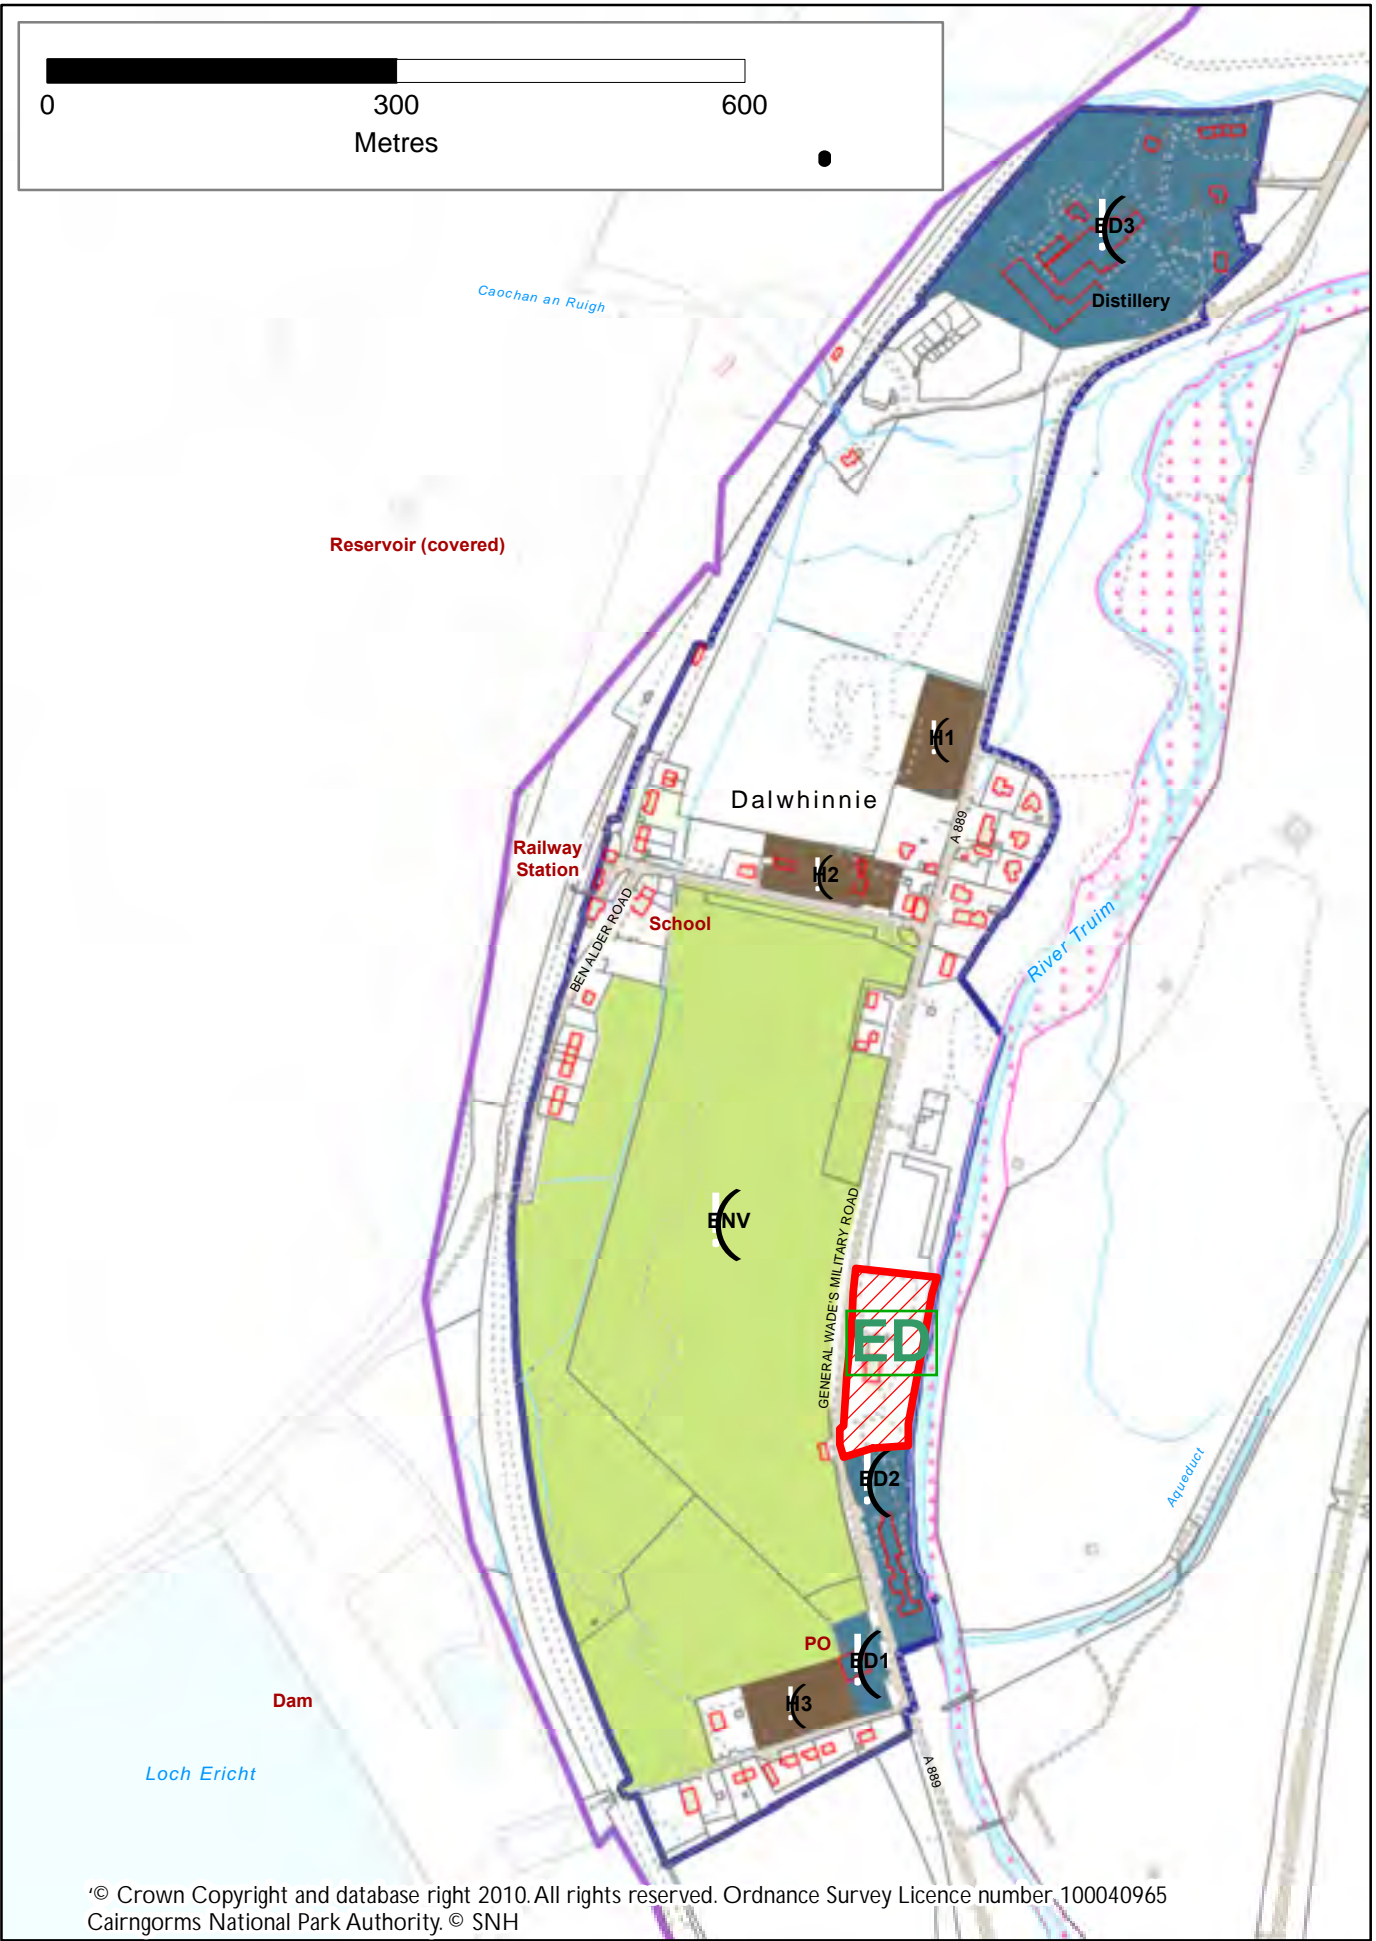 0 300 600
Metres
ED3
Distillery
Caochan an Ruigh
Reservoir (covered)
H1
Dalwhinnie
A 889
Railway
Station
H2
BEN ALDER ROAD
School
River Truim
ENV
GENERAL WADE'S MILITARY ROAD
ED
ED2
Aqueduct
PO
ED1
H3
Dam
Loch Ericht
A 889
'© Crown Copyright and database right 2010. All rights reserved. Ordnance Survey Licence number 100040965
Cairngorms National Park Authority. © SNH